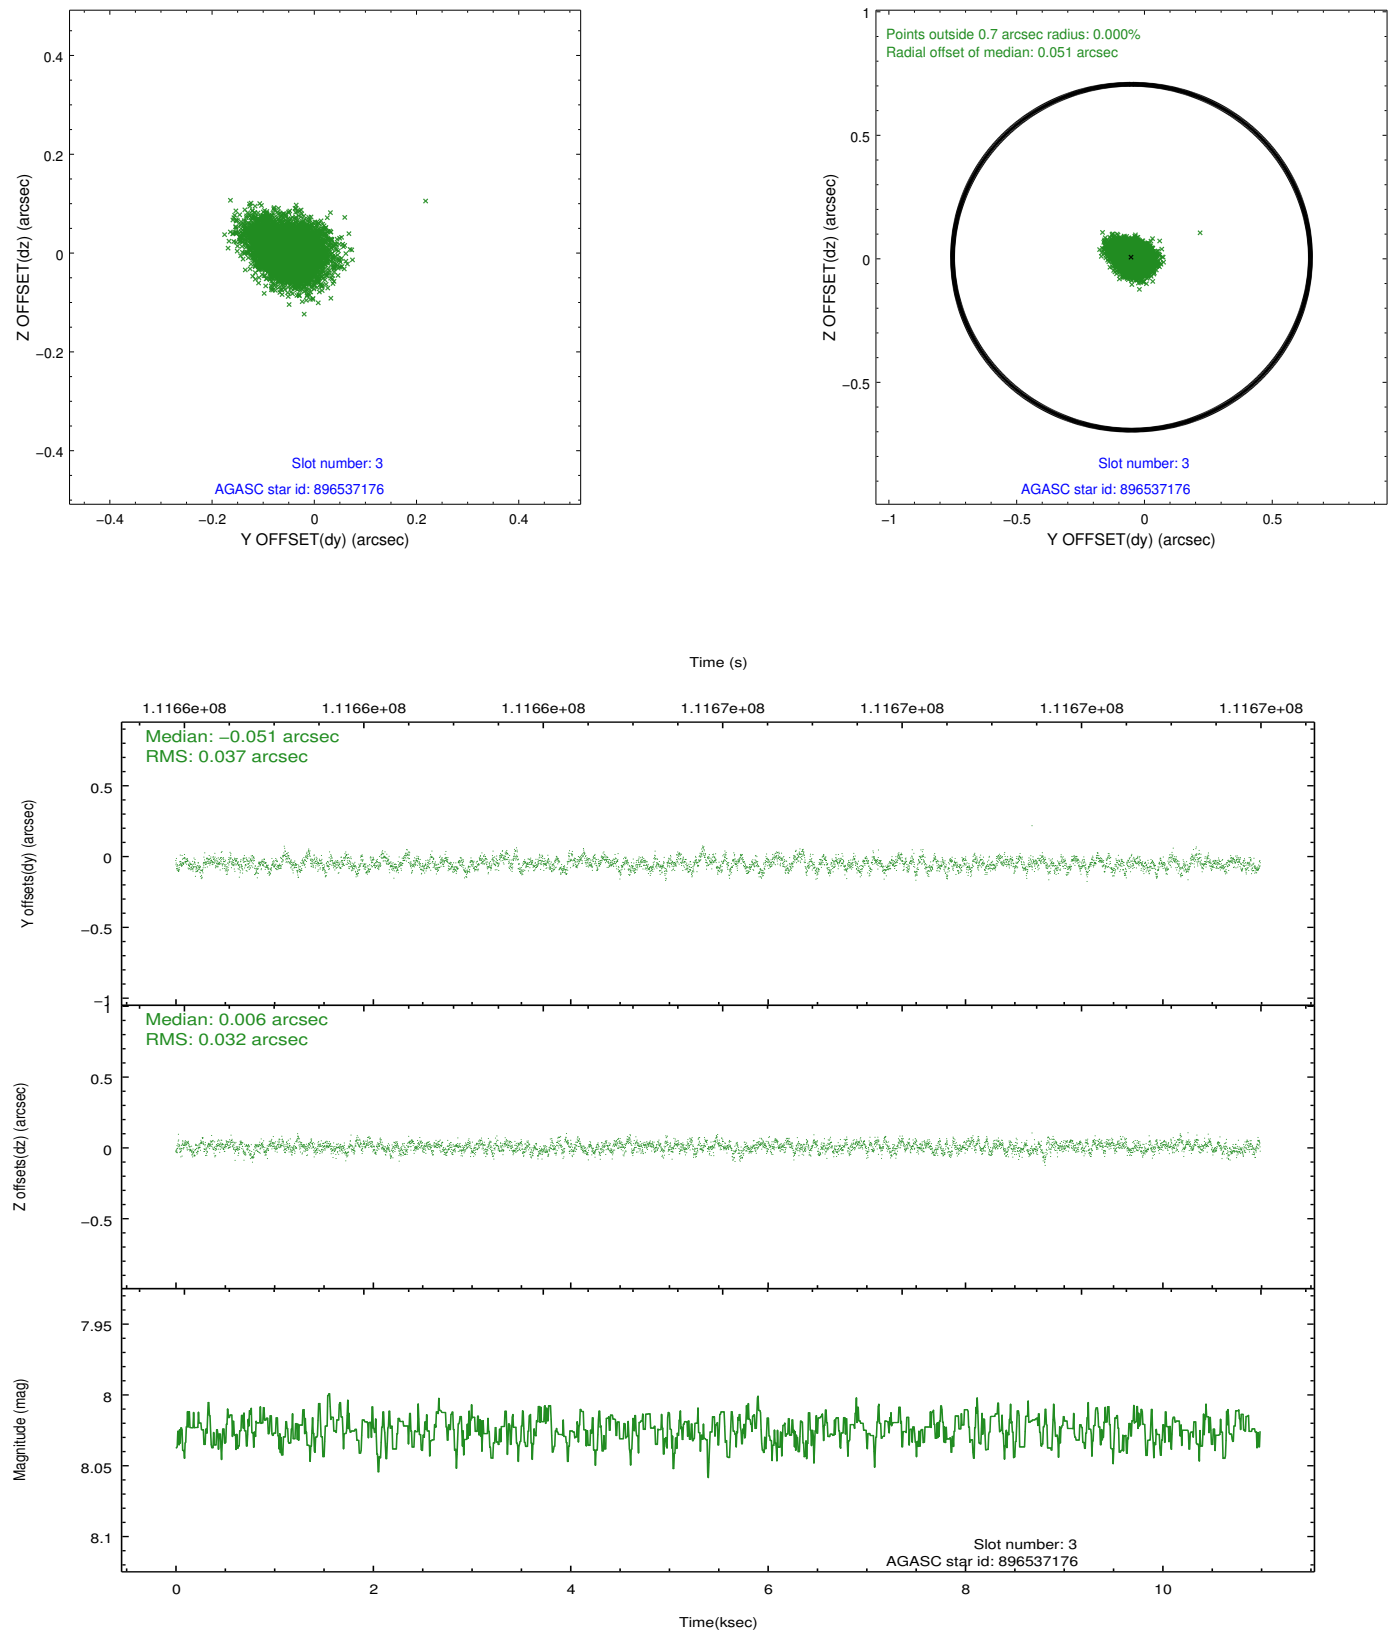 0.4
0.2
0
−0.2
−0.4
Z OFFSET(dz) (arcsec)
Slot number: 3
AGASC star id: 896537176
−0.4
−0.2
0
0.2
0.4
Y OFFSET(dy) (arcsec)
1
0.5
0
−0.5
Z OFFSET(dz) (arcsec)
Points outside 0.7 arcsec radius: 0.000%
Radial offset of median: 0.051 arcsec
Slot number: 3
AGASC star id: 896537176
−1
−0.5
0
0.5
Y OFFSET(dy) (arcsec)
Time (s)
1.1166e+08
1.1166e+08
1.1166e+08
1.1167e+08
1.1167e+08
1.1167e+08
1.1167e+08
Median: −0.051 arcsec
RMS: 0.037 arcsec
0.5
0
−0.5
−1
Y offsets(dy) (arcsec)
1
Median: 0.006 arcsec
RMS: 0.032 arcsec
0.5
0
−0.5
Z offsets(dz) (arcsec)
7.95
8
8.05
8.1
Magnitude (mag)
Slot number: 3
AGASC star id: 896537176
0
2
4
6
8
10
Time(ksec)